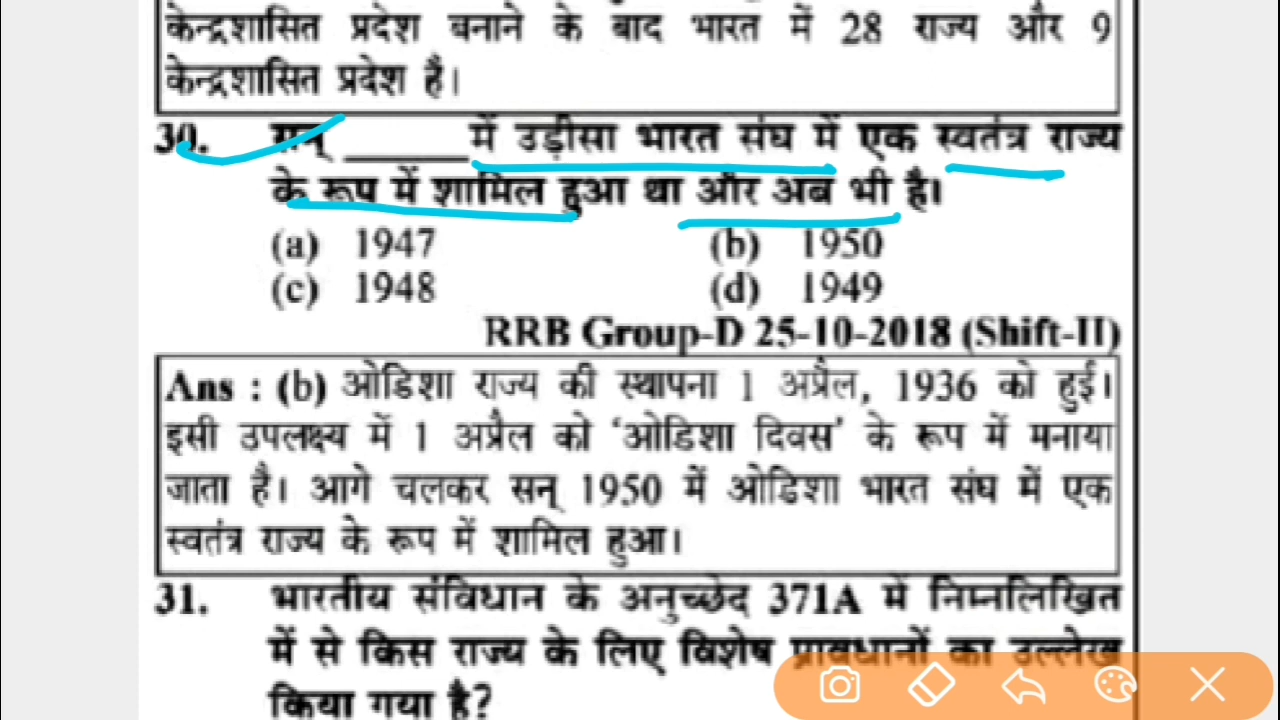 केन्द्रशासित प्रदेश बनाने के बाद भारत में 28 राज्य और 9
केन्द्रशासित प्रदेश है।
30. सन् ______ में उड़ीसा भारत संघ में एक स्वतंत्र राज्य
के रूप में शामिल हुआ था और अब भी है।
(a) 1947 (b) 1950
(c) 1948 (d) 1949
RRB Group-D 25-10-2018 (Shift-II)
Ans : (b) ओडिशा राज्य की स्थापना 1 अप्रैल, 1936 को हुई।
इसी उपलक्ष्य में 1 अप्रैल को ‘ओडिशा दिवस’ के रूप में मनाया
जाता है। आगे चलकर सन् 1950 में ओडिशा भारत संघ में एक
स्वतंत्र राज्य के रूप में शामिल हुआ।
31. भारतीय संविधान के अनुच्छेद 371A में निम्नलिखित
में से किस राज्य के लिए विशेष प्रावधानों का उल्लेख
किया गया है?